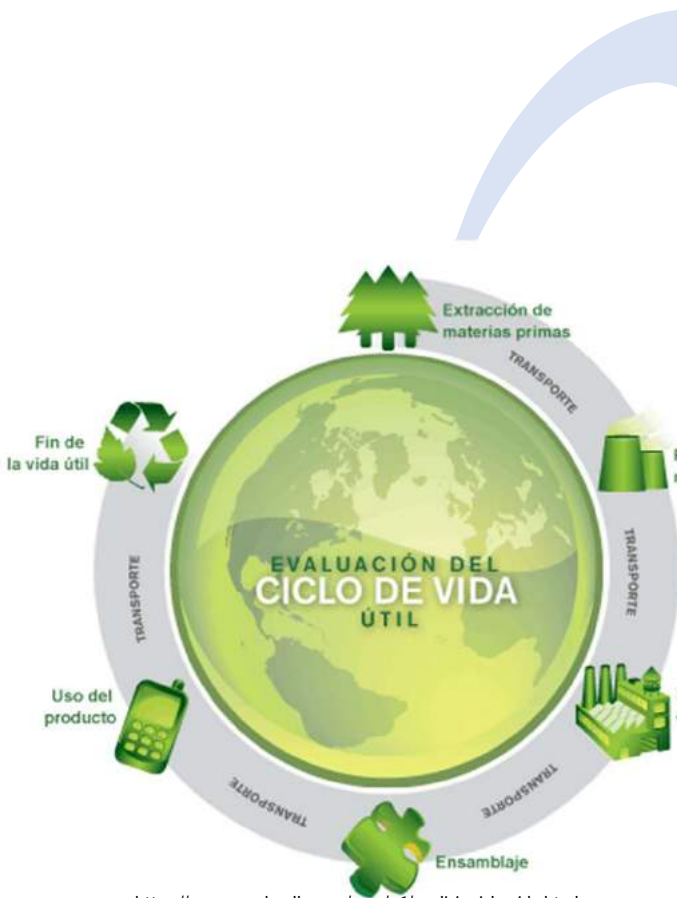 Extracción de
materias primas
TRANSPORTE
TRANSPORTE
Fin de
la vida útil
EVALUACIÓN DEL
CICLO DE VIDA
ÚTIL
TRANSPORTE
Uso del
producto
TRANSPORTE
TRANSPORTE
Ensamblaje